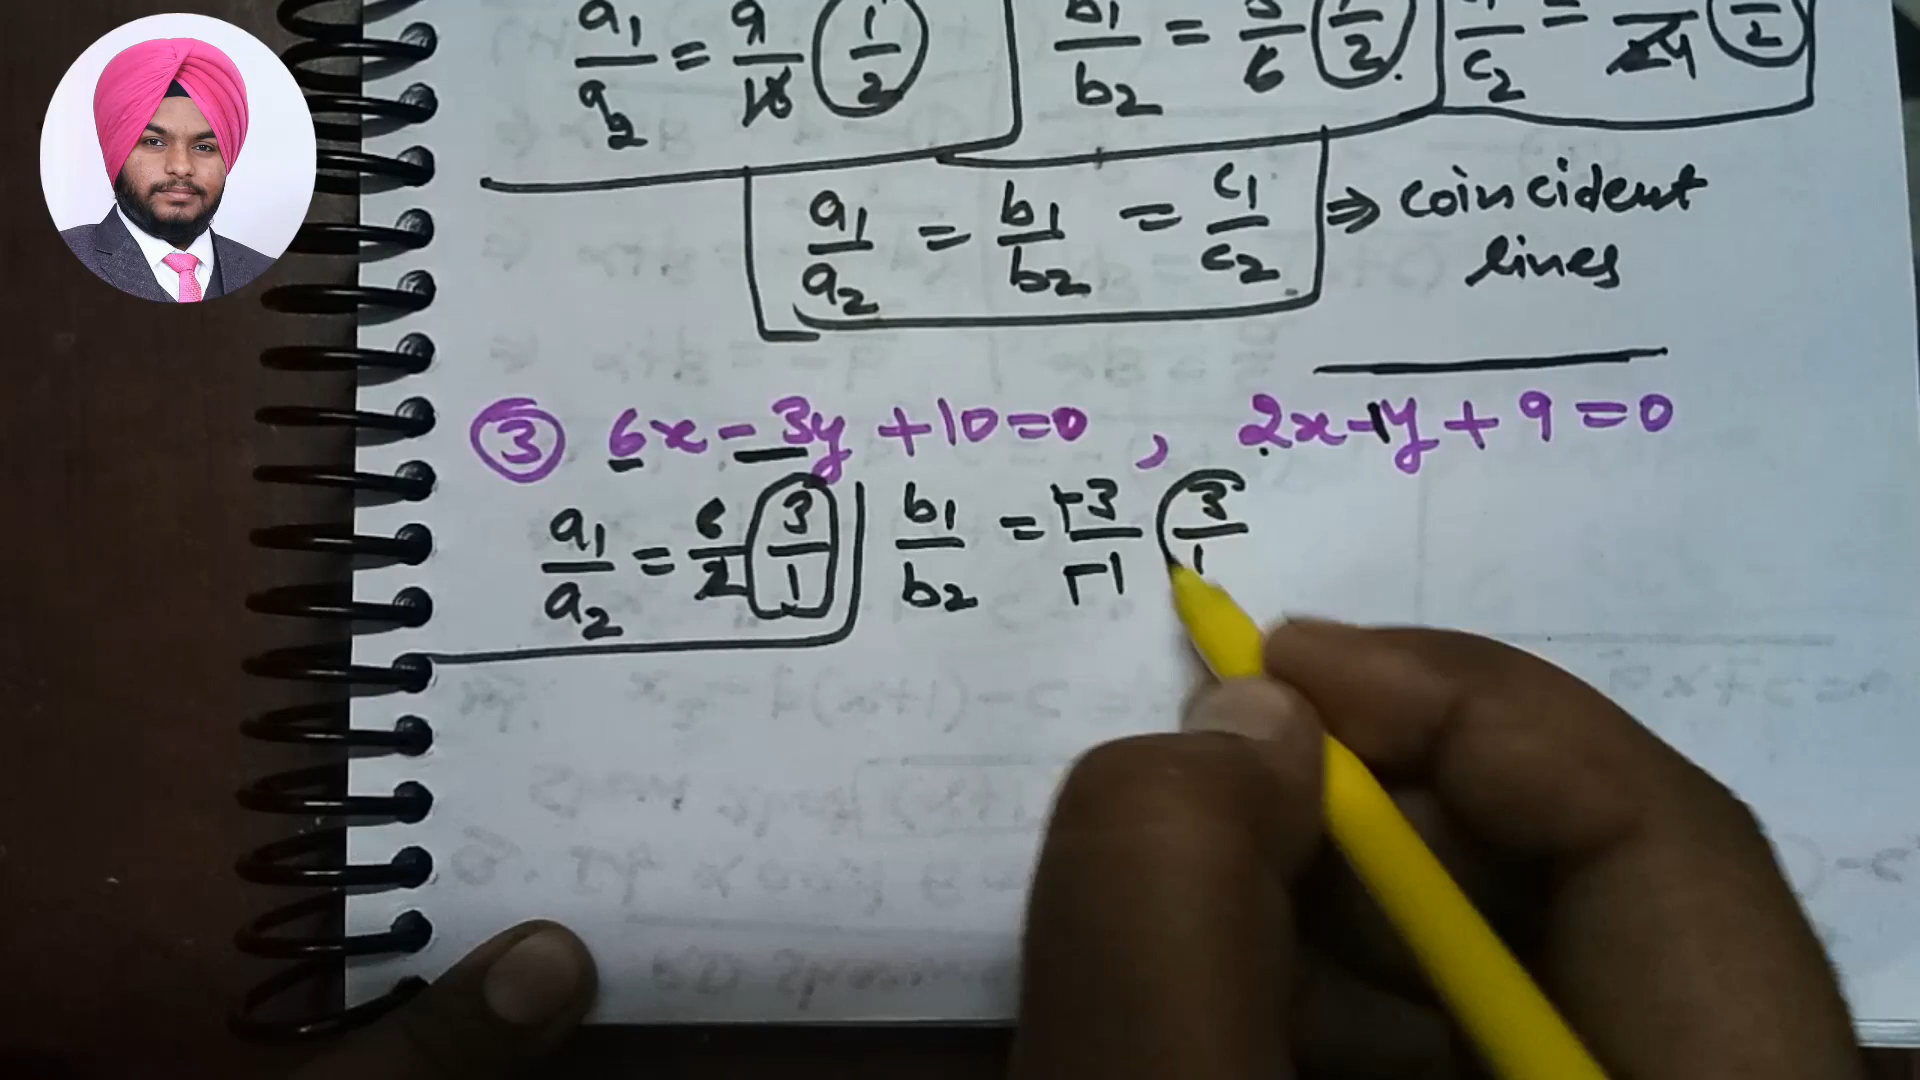 a1/a2 = 9/18 1/2 b1/b2 = 3/6 1/2 c1/c2 = /24 1/2
a1/a2 = b1/b2 = c1/c2 ⇒ coincident
lines
③ 6x - 3y + 10 = 0 , 2x - 1y + 9 = 0
a1/a2 = 6/2 3/1 b1/b2 = -3/-1 3/1